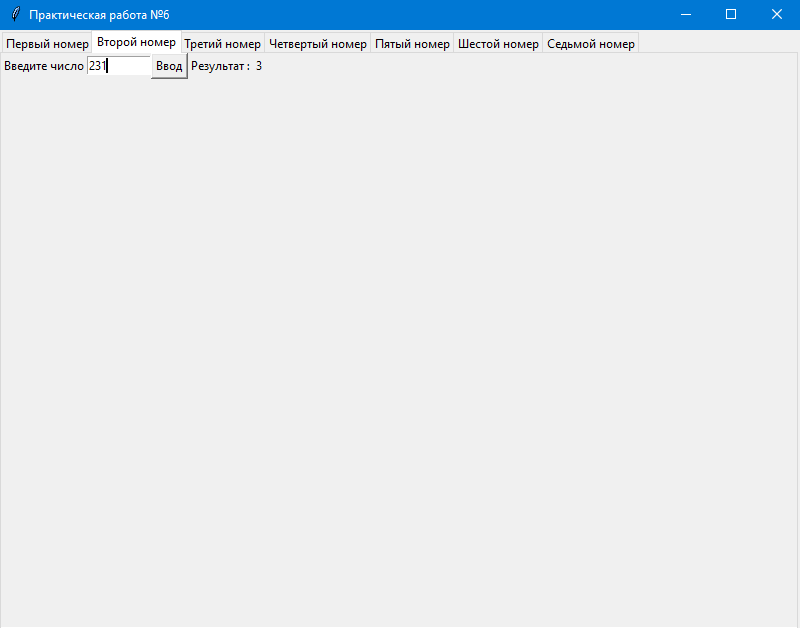 Практическая работа №6
Первый номер Второй номер Третий номер Четвертый номер Пятый номер Шестой номер Седьмой номер
Введите число 231 Ввод Результат : 3